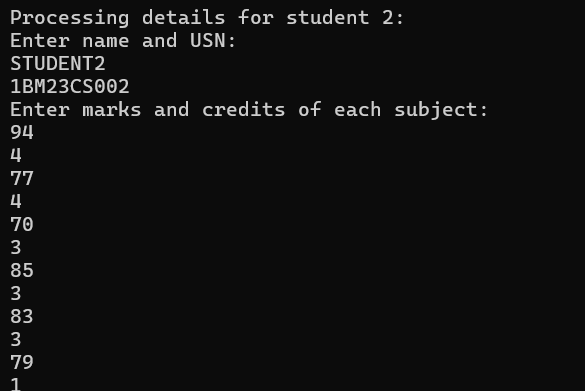 Processing details for student 2:
Enter name and USN:
STUDENT2
1BM23CS002
Enter marks and credits of each subject:
94
4
77
4
70
3
85
3
83
3
79
1